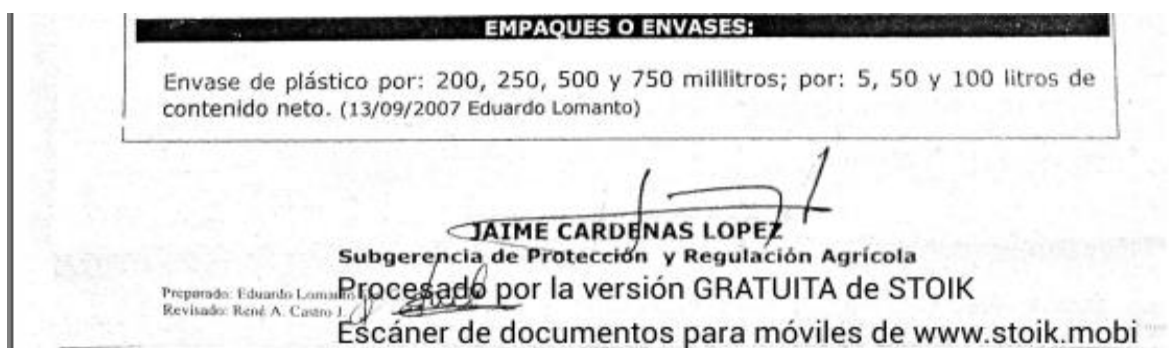 EMPAQUES O ENVASES:
Envase de plástico por: 200, 250, 500 y 750 mililitros; por: 5, 50 y 100 litros de
contenido neto. (13/09/2007 Eduardo Lomanto)
JAIME CARDENAS LOPEZ
Subgerencia de Protección y Regulación Agrícola
Preparado: Eduardo Lomanto
Revisado: René A. Castro J.
Procesado por la versión GRATUITA de STOIK
Escáner de documentos para móviles de www.stoik.mobi